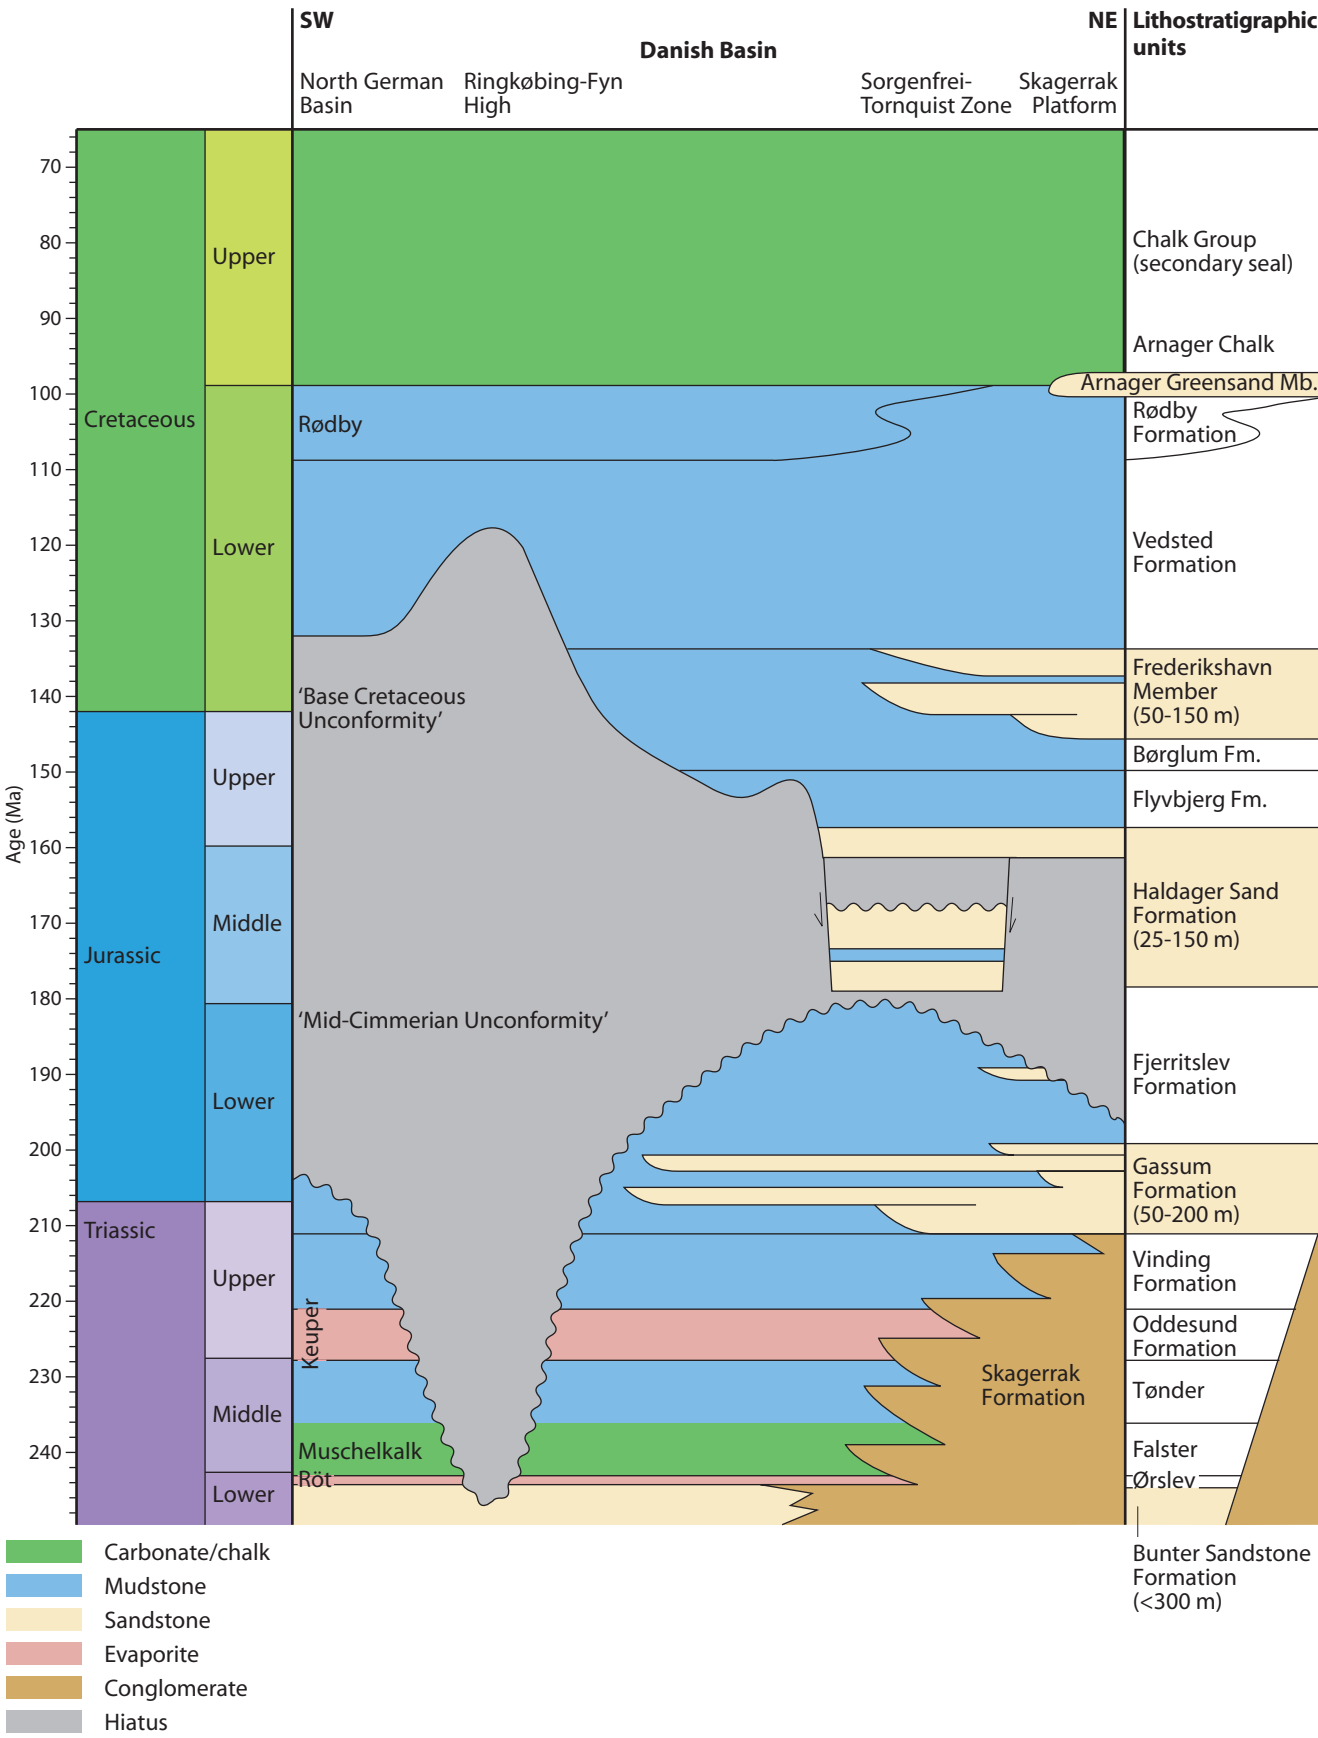 SW
NE
Lithostratigraphic
units
Danish Basin
North German
Basin
Ringkøbing-Fyn
High
Sorgenfrei-
Tornquist Zone
Skagerrak
Platform
Age (Ma)
70
80
90
100
110
120
130
140
150
160
170
180
190
200
210
220
230
240
Cretaceous
Jurassic
Triassic
Upper
Lower
Upper
Middle
Lower
Upper
Middle
Lower
Rødby
'Base Cretaceous
Unconformity'
'Mid-Cimmerian Unconformity'
Keuper
Muschelkalk
Röt
Skagerrak
Formation
Chalk Group
(secondary seal)
Arnager Chalk
Arnager Greensand Mb.
Rødby
Formation
Vedsted
Formation
Frederikshavn
Member
(50-150 m)
Børglum Fm.
Flyvbjerg Fm.
Haldager Sand
Formation
(25-150 m)
Fjerritslev
Formation
Gassum
Formation
(50-200 m)
Vinding
Formation
Oddesund
Formation
Tønder
Falster
Ørslev
Bunter Sandstone
Formation
(<300 m)
Carbonate/chalk
Mudstone
Sandstone
Evaporite
Conglomerate
Hiatus